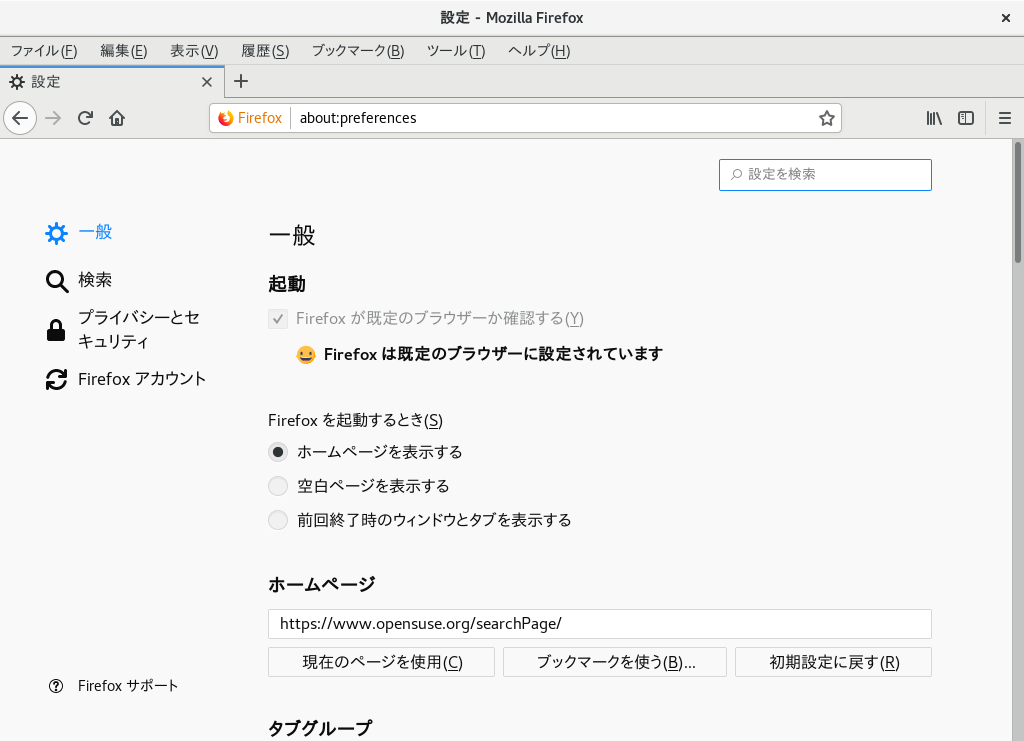 設定 - Mozilla Firefox
ファイル(F) 編集(E) 表示(V) 履歴(S) ブックマーク(B) ツール(T) ヘルプ(H)
設定
Firefox about:preferences
設定を検索
一般
検索
プライバシーとセ
キュリティ
Firefox アカウント
Firefox サポート
一般
起動
Firefox が既定のブラウザーか確認する(Y)
Firefox は既定のブラウザーに設定されています
Firefox を起動するとき(S)
ホームページを表示する
空白ページを表示する
前回終了時のウィンドウとタブを表示する
ホームページ
https://www.opensuse.org/searchPage/
現在のページを使用(C) ブックマークを使う(B)... 初期設定に戻す(R)
タブグループ